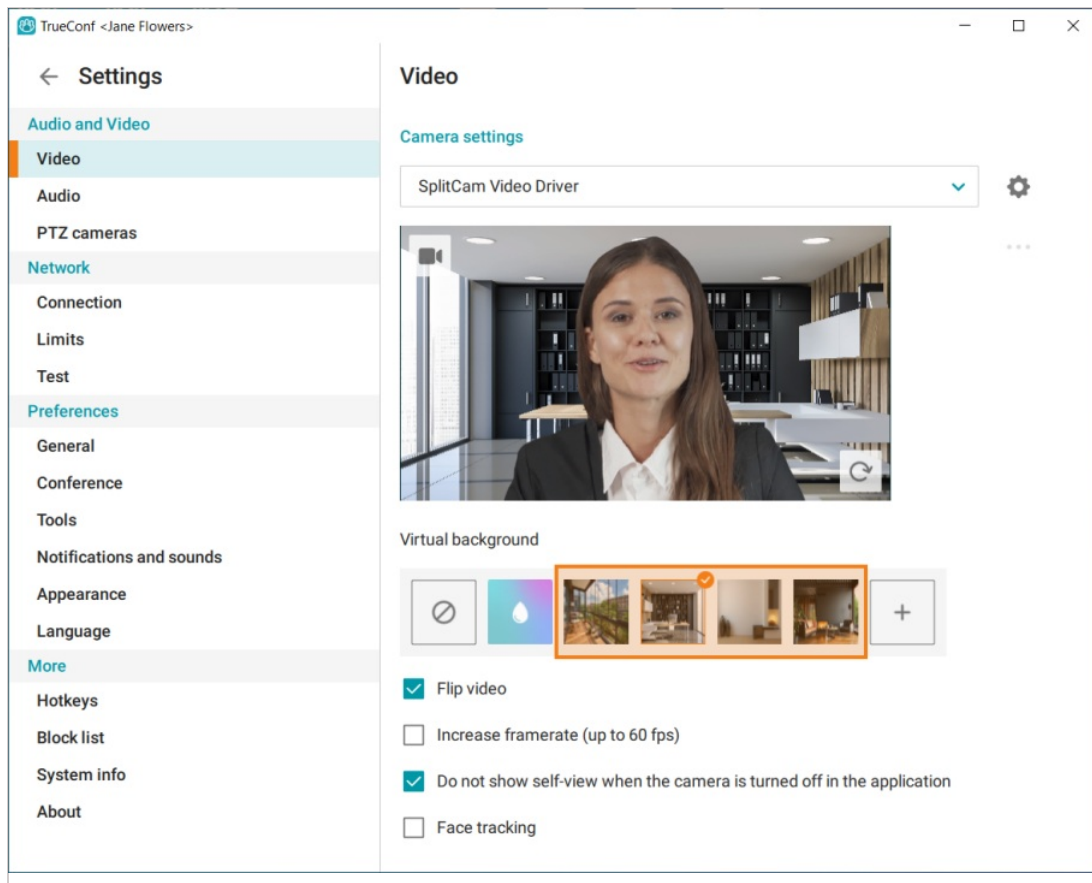 TrueConf <Jane Flowers>
Settings
Audio and Video
Video
Audio
PTZ cameras
Network
Connection
Limits
Test
Preferences
General
Conference
Tools
Notifications and sounds
Appearance
Language
More
Hotkeys
Block list
System info
About
Video
Camera settings
SplitCam Video Driver
Virtual background
Flip video
Increase framerate (up to 60 fps)
Do not show self-view when the camera is turned off in the application
Face tracking